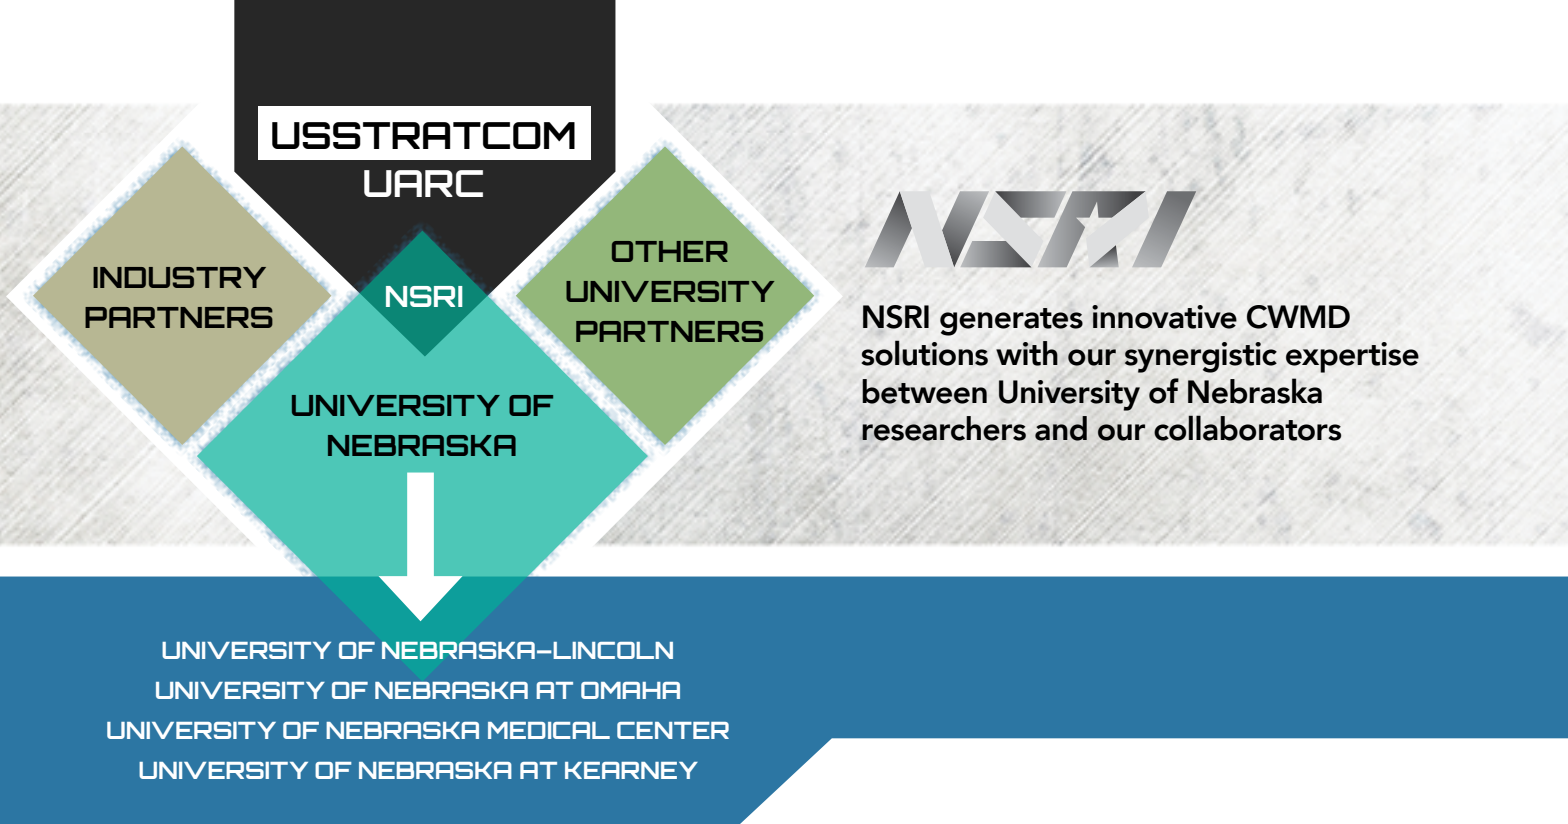 USSTRATCOM
UARC
INDUSTRY
PARTNERS
NSRI
OTHER
UNIVERSITY
PARTNERS
UNIVERSITY OF
NEBRASKA
NSRI
NSRI generates innovative CWMD
solutions with our synergistic expertise
between University of Nebraska
researchers and our collaborators
UNIVERSITY OF NEBRASKA–LINCOLN
UNIVERSITY OF NEBRASKA AT OMAHA
UNIVERSITY OF NEBRASKA MEDICAL CENTER
UNIVERSITY OF NEBRASKA AT KEARNEY